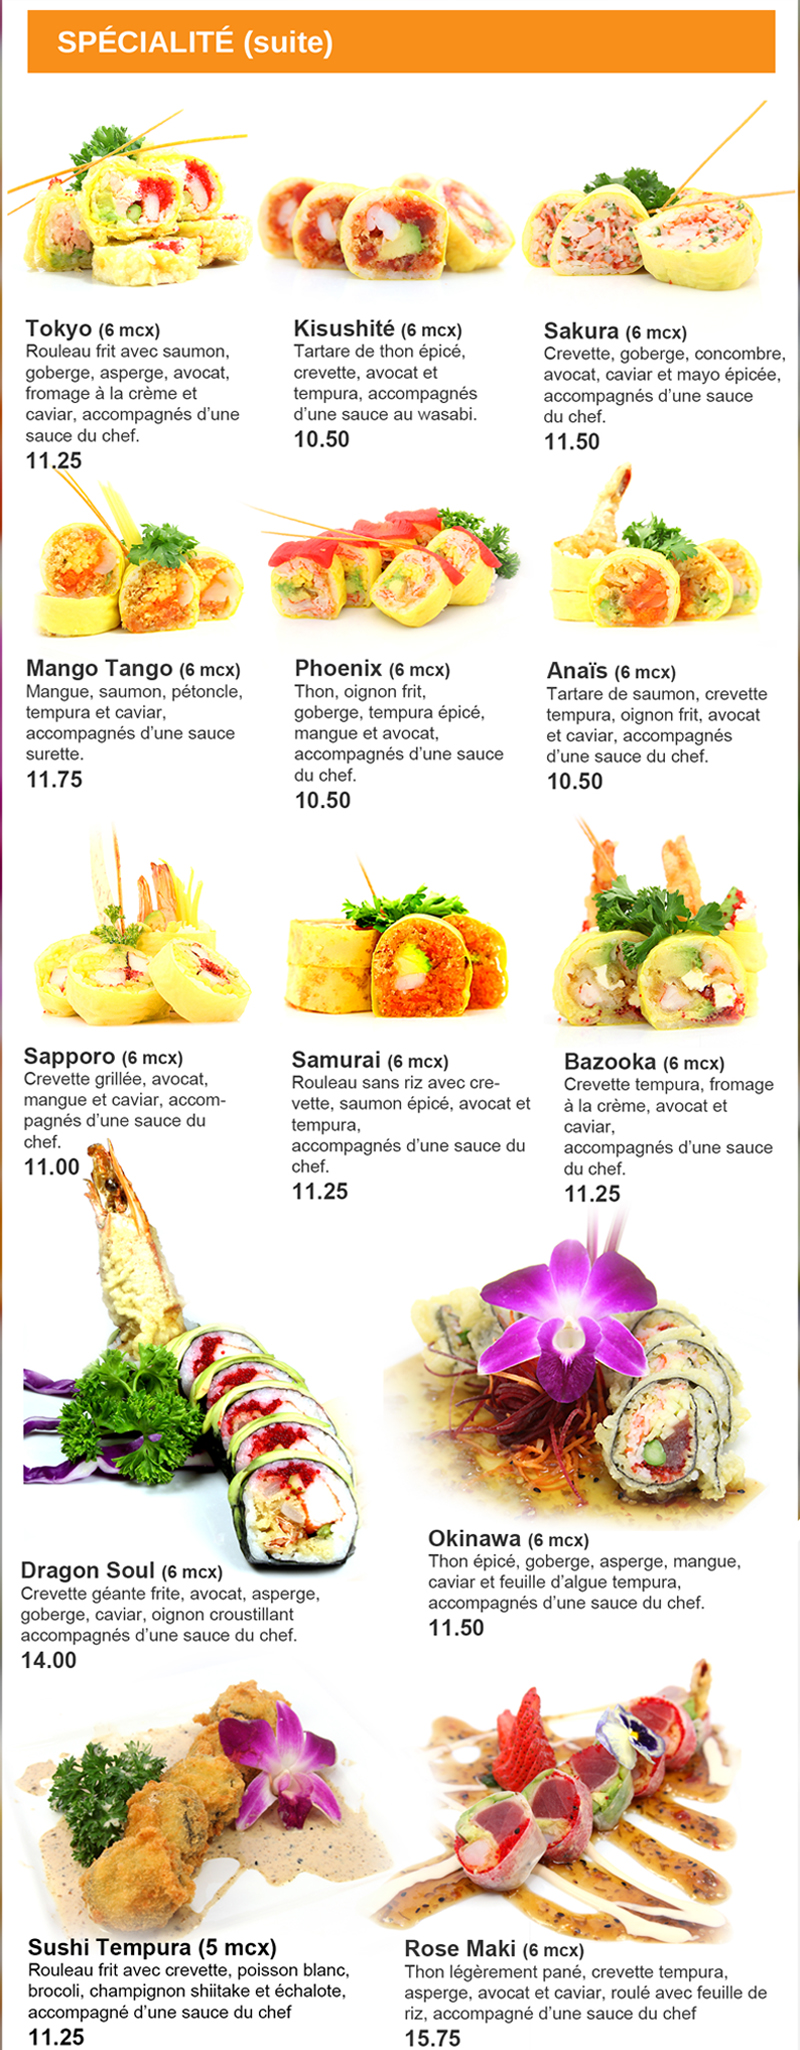 SPÉCIALITÉ (suite)
Tokyo (6 mcx)
Rouleau frit avec saumon,
goberge, asperge, avocat,
fromage à la crème et
caviar, accompagnés d'une
sauce du chef.
11.25
Kisushité (6 mcx)
Tartare de thon épicé,
crevette, avocat et
tempura, accompagnés
d'une sauce au wasabi.
10.50
Sakura (6 mcx)
Crevette, goberge, concombre,
avocat, caviar et mayo épicée,
accompagnés d'une sauce
du chef.
11.50
Mango Tango (6 mcx)
Mangue, saumon, pétoncle,
tempura et caviar,
accompagnés d'une sauce
surette.
11.75
Phoenix (6 mcx)
Thon, oignon frit,
goberge, tempura épicé,
mangue et avocat,
accompagnés d'une sauce
du chef.
10.50
Anaïs (6 mcx)
Tartare de saumon, crevette
tempura, oignon frit, avocat
et caviar, accompagnés
d'une sauce du chef.
10.50
Sapporo (6 mcx)
Crevette grillée, avocat,
mangue et caviar, accom-
pagnés d'une sauce du
chef.
11.00
Samurai (6 mcx)
Rouleau sans riz avec cre-
vette, saumon épicé, avocat et
tempura,
accompagnés d'une sauce du
chef.
11.25
Bazooka (6 mcx)
Crevette tempura, fromage
à la crème, avocat et
caviar,
accompagnés d'une sauce
du chef.
11.25
Dragon Soul (6 mcx)
Crevette géante frite, avocat, asperge,
goberge, caviar, oignon croustillant
accompagnés d'une sauce du chef.
14.00
Okinawa (6 mcx)
Thon épicé, goberge, asperge, mangue,
caviar et feuille d'algue tempura,
accompagnés d'une sauce du chef.
11.50
Sushi Tempura (5 mcx)
Rouleau frit avec crevette, poisson blanc,
brocoli, champignon shiitake et échalote,
accompagné d'une sauce du chef
11.25
Rose Maki (6 mcx)
Thon légèrement pané, crevette tempura,
asperge, avocat et caviar, roulé avec feuille de
riz, accompagné d'une sauce du chef
15.75